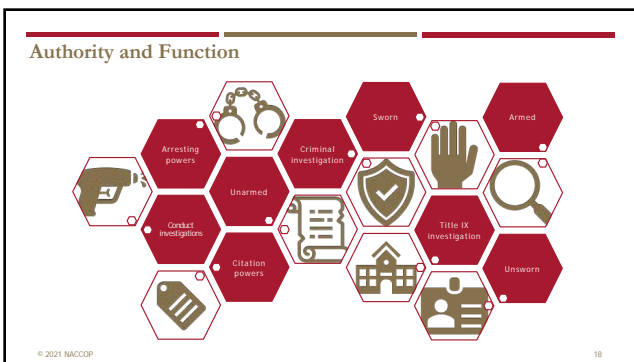 Authority and Function
Sworn
Armed
Arresting
powers
Criminal
investigation
Unarmed
Conduct
investigations
Title IX
investigation
Citation
powers
Unsworn
© 2021 NACCOP
18